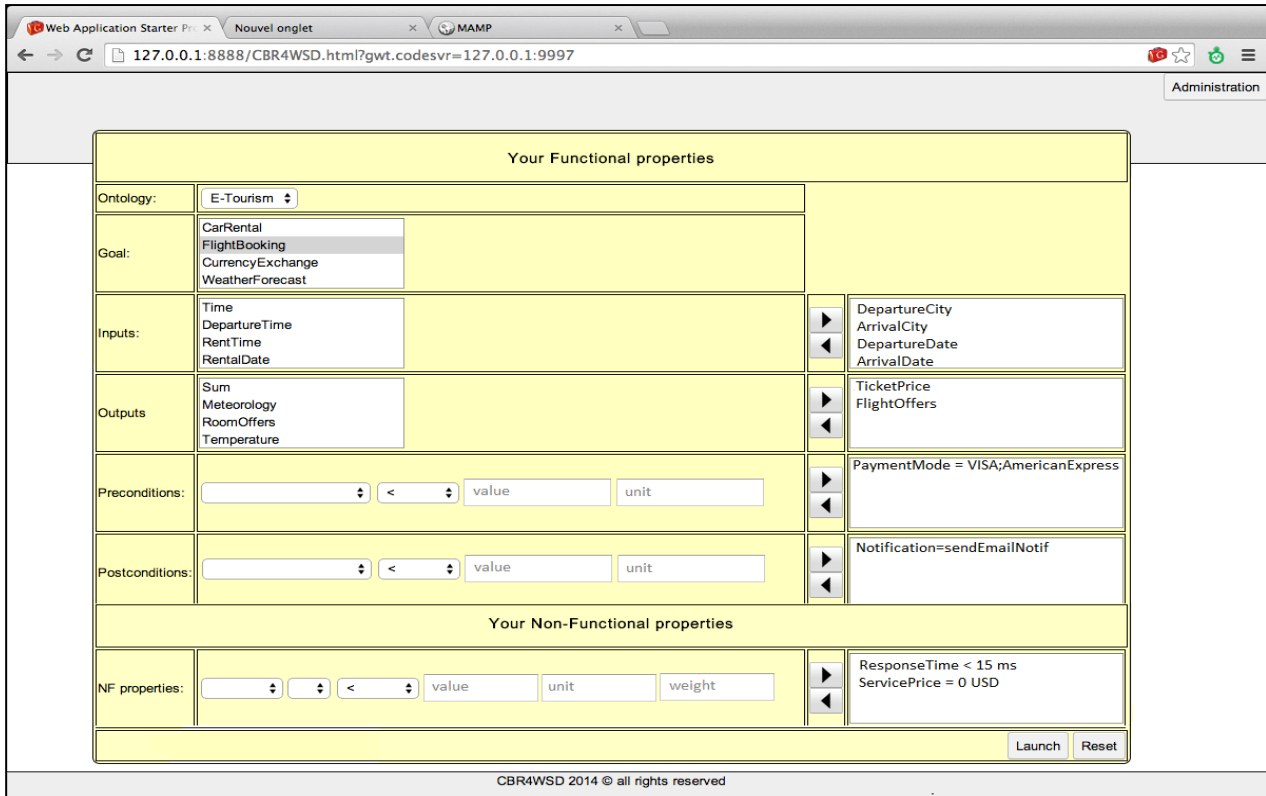 Web Application Starter Pro
Nouvel onglet
MAMP
127.0.0.1:8888/CBR4WSD.html?gwt.codesvr=127.0.0.1:9997
Administration
Your Functional properties
Ontology:
E-Tourism
Goal:
CarRental
FlightBooking
CurrencyExchange
WeatherForecast
Inputs:
Time
DepartureTime
RentTime
RentalDate
DepartureCity
ArrivalCity
DepartureDate
ArrivalDate
Outputs
Sum
Meteorology
RoomOffers
Temperature
TicketPrice
FlightOffers
Preconditions:
< value unit
PaymentMode = VISA;AmericanExpress
Postconditions:
< value unit
Notification=sendEmailNotif
Your Non-Functional properties
NF properties:
< value unit weight
ResponseTime < 15 ms
ServicePrice = 0 USD
Launch Reset
CBR4WSD 2014 © all rights reserved